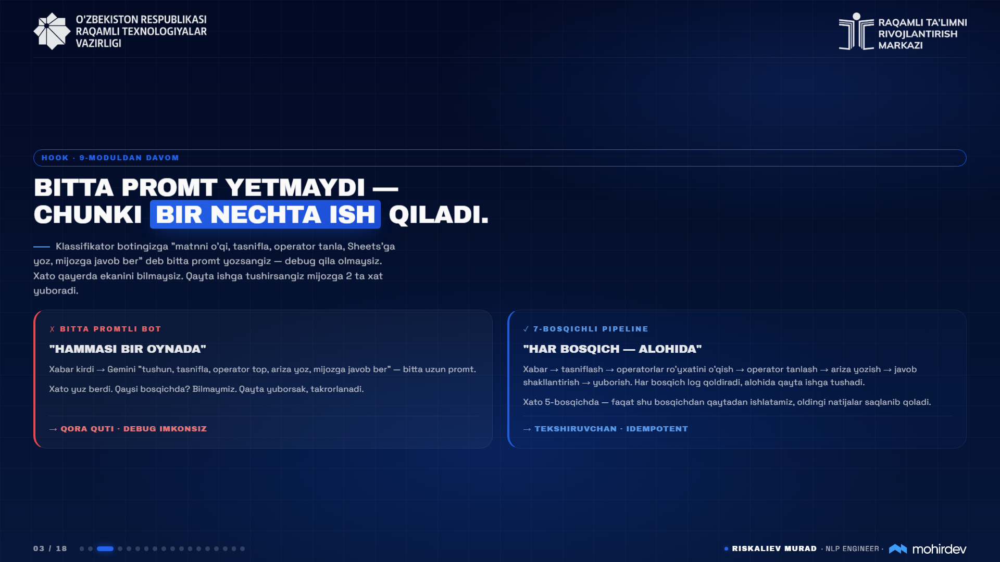 O'ZBEKISTON RESPUBLIKASI
RAQAMLI TEXNOLOGIYALAR
VAZIRLIGI
RAQAMLI TA'LIMNI
RIVOJLANTIRISH
MARKAZI
HOOK · 9-MODULDAN DAVOM
BITTA PROMT YETMAYDI —
CHUNKI BIR NECHTA ISH QILADI.
Klassifikator botingizga "matnni o'qi, tasnifla, operator tanla, Sheets'ga
yoz, mijozga javob ber" deb bitta promt yozsangiz — debug qila olmaysiz.
Xato qayerda ekanini bilmaysiz. Qayta ishga tushirsangiz mijozga 2 ta xat
yuboradi.
✗ BITTA PROMTLI BOT
"HAMMASI BIR OYNADA"
Xabar kirdi → Gemini "tushun, tasnifla, operator top, ariza yoz, mijozga javob ber" — bitta uzun promt.
Xato yuz berdi. Qaysi bosqichda? Bilmaymiz. Qayta yuborsak, takrorlanadi.
→ QORA QUTI · DEBUG IMKONSIZ
✓ 7-BOSQICHLI PIPELINE
"HAR BOSQICH — ALOHIDA"
Xabar → tasniflash → operatorlar ro'yxatini o'qish → operator tanlash → ariza yozish → javob
shakllantirish → yuborish. Har bosqich log qoldiradi, alohida qayta ishga tushadi.
Xato 5-bosqichda — faqat shu bosqichdan qaytadan ishlatamiz, oldingi natijalar saqlanib qoladi.
→ TEKSHIRUVCHAN · IDEMPOTENT
03 / 18
RISKALIEV MURAD · NLP ENGINEER · mohirdev